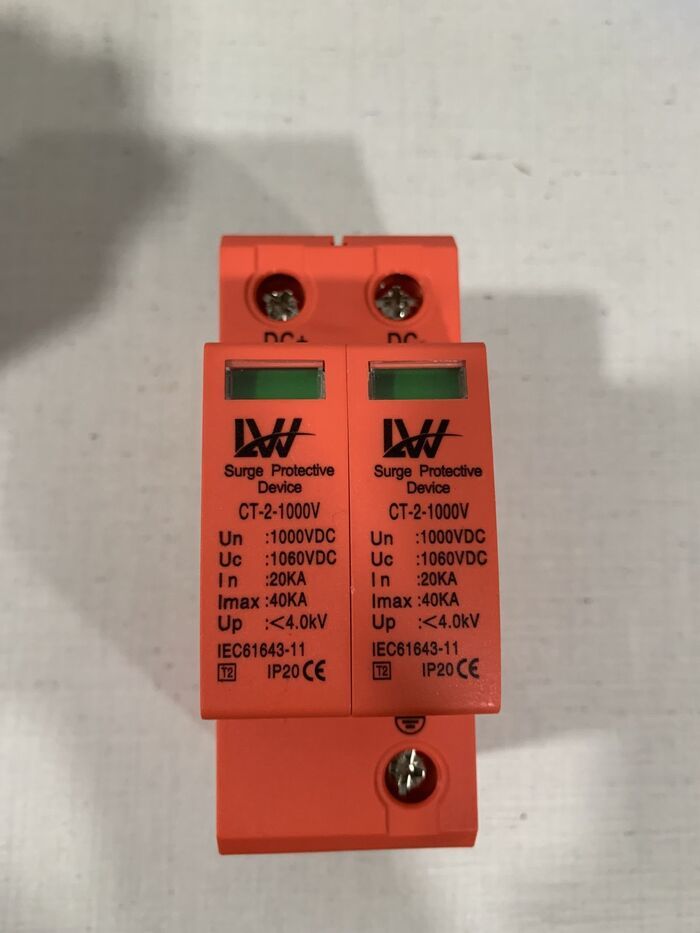 DC+
DC-
LW
Surge Protective
Device
CT-2-1000V
Un :1000VDC
Uc :1060VDC
In :20KA
Imax :40KA
Up :<4.0kV
IEC61643-11
T2 IP20 CE
LW
Surge Protective
Device
CT-2-1000V
Un :1000VDC
Uc :1060VDC
In :20KA
Imax :40KA
Up :<4.0kV
IEC61643-11
T2 IP20 CE